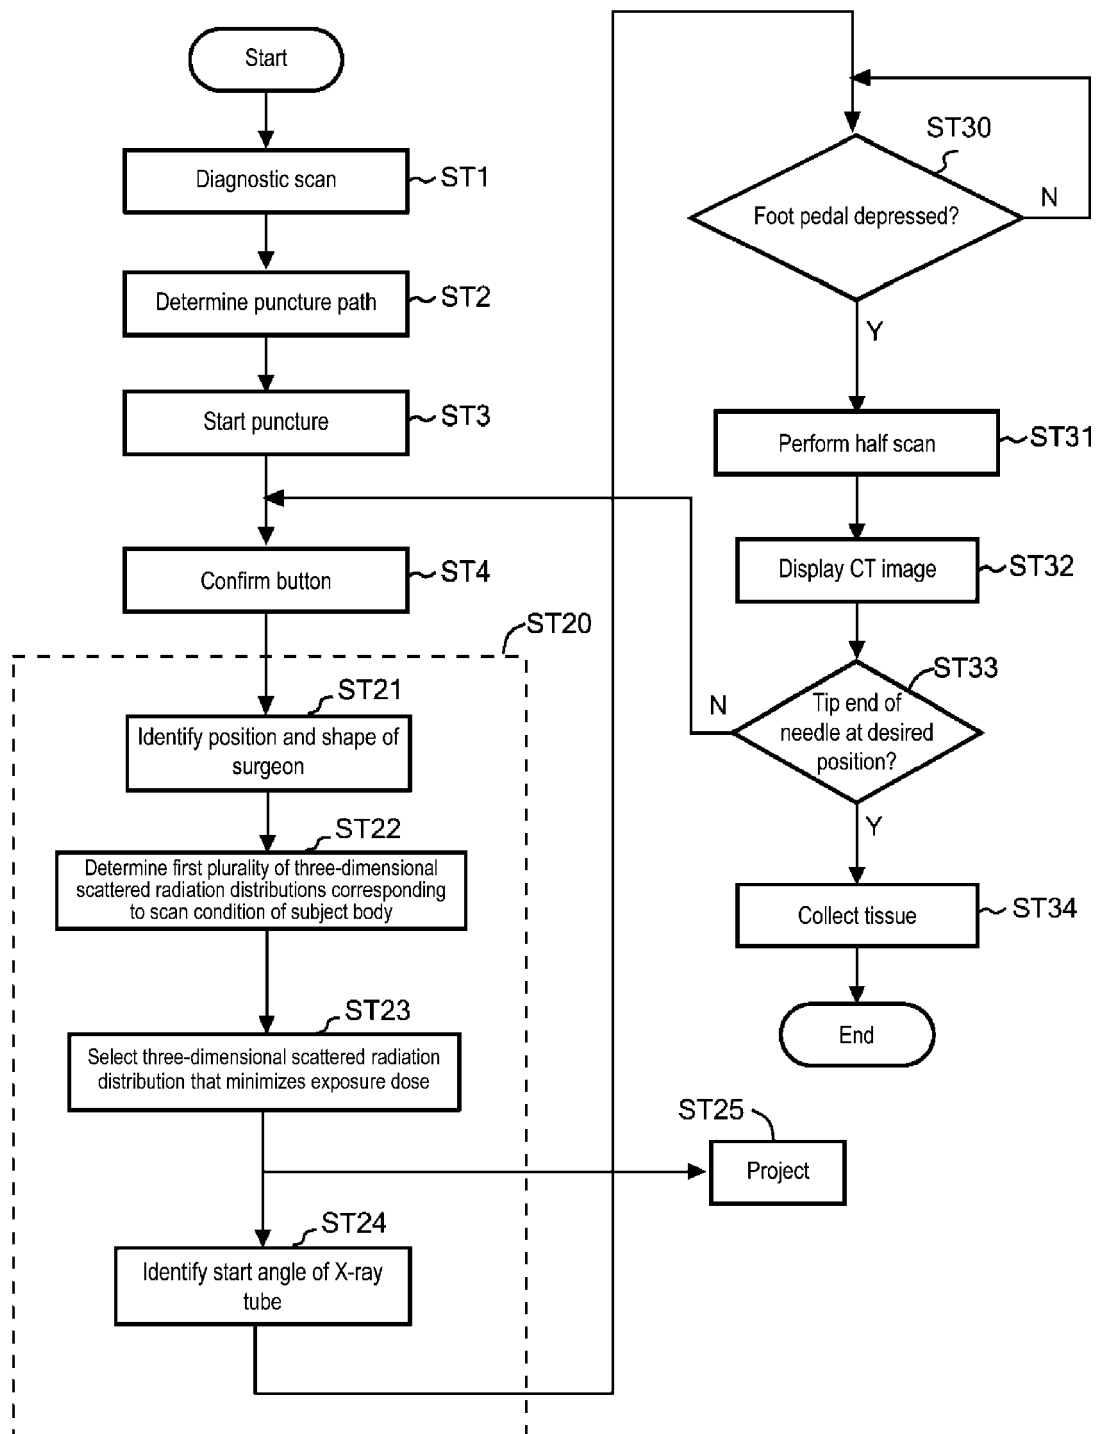 Start
Diagnostic scan
ST1
Determine puncture path
ST2
Start puncture
ST3
Confirm button
ST4
ST20
ST21
Identify position and shape of
surgeon
ST22
Determine first plurality of three-dimensional
scattered radiation distributions corresponding
to scan condition of subject body
ST23
Select three-dimensional scattered radiation
distribution that minimizes exposure dose
ST25
Project
ST24
Identify start angle of X-ray
tube
ST30
Foot pedal depressed?
N
Y
Perform half scan
ST31
Display CT image
ST32
ST33
Tip end of
needle at desired
position?
N
Y
Collect tissue
ST34
End